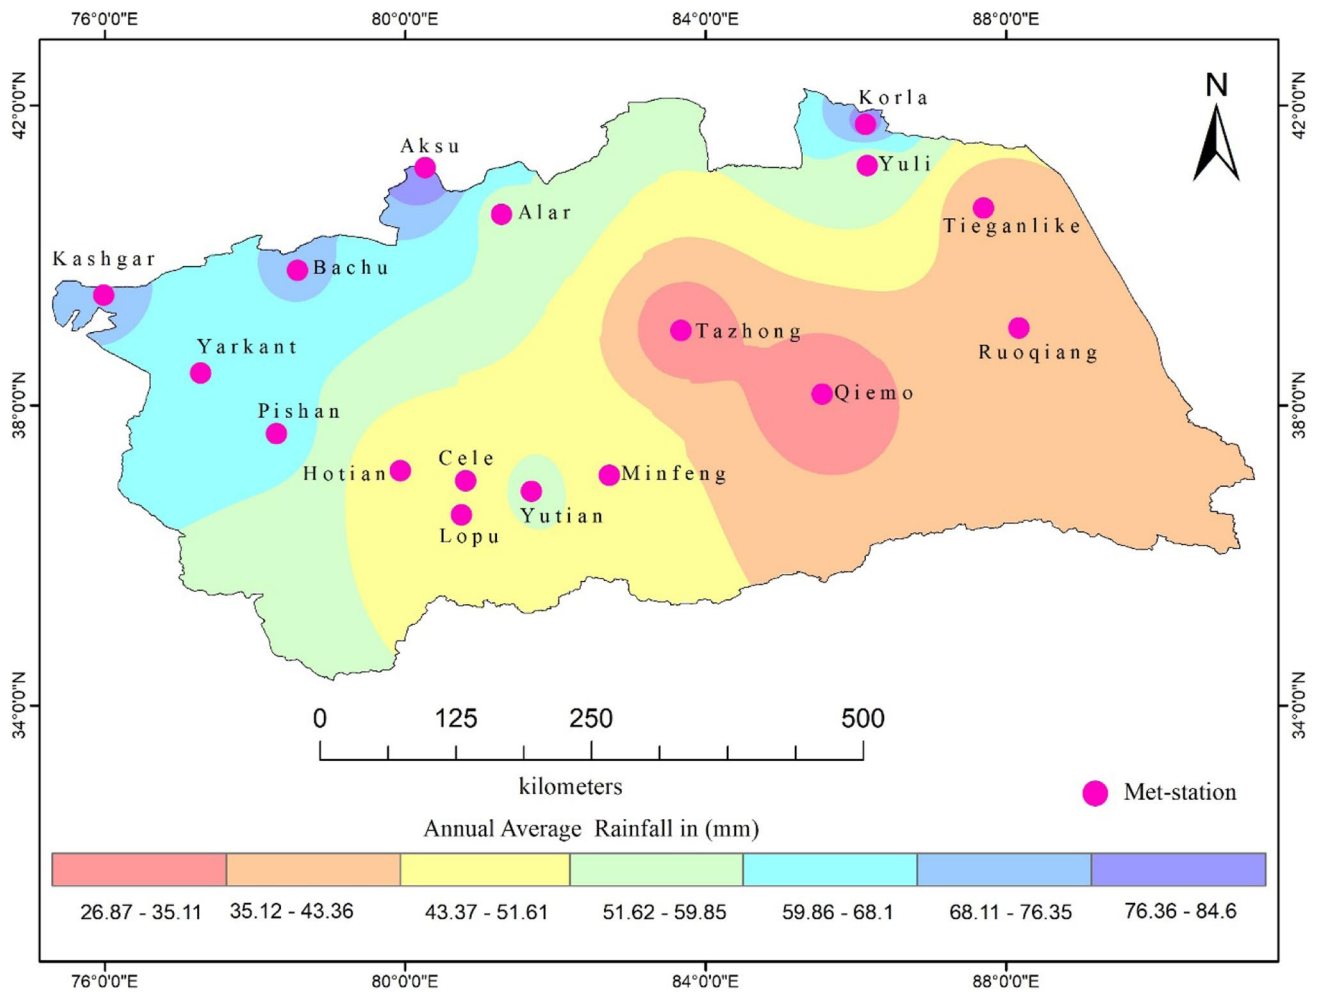 76°0'0"E 80°0'0"E 84°0'0"E 88°0'0"E
42°0'0"N 42°0'0"N
N
Korla
Aksu
Yuli
Alar
Tieganlike
Kashgar
Bachu
Tazhong
Yarkant
Ruoqiang
Qiemo
38°0'0"N 38°0'0"N
Pishan
Cele
Hotian
Minfeng
Yutian
Lopu
34°0'0"N 34°0'0"N
0 125 250 500
kilometers
Met-station
Annual Average Rainfall in (mm)
26.87 - 35.11 35.12 - 43.36 43.37 - 51.61 51.62 - 59.85 59.86 - 68.1 68.11 - 76.35 76.36 - 84.6
76°0'0"E 80°0'0"E 84°0'0"E 88°0'0"E